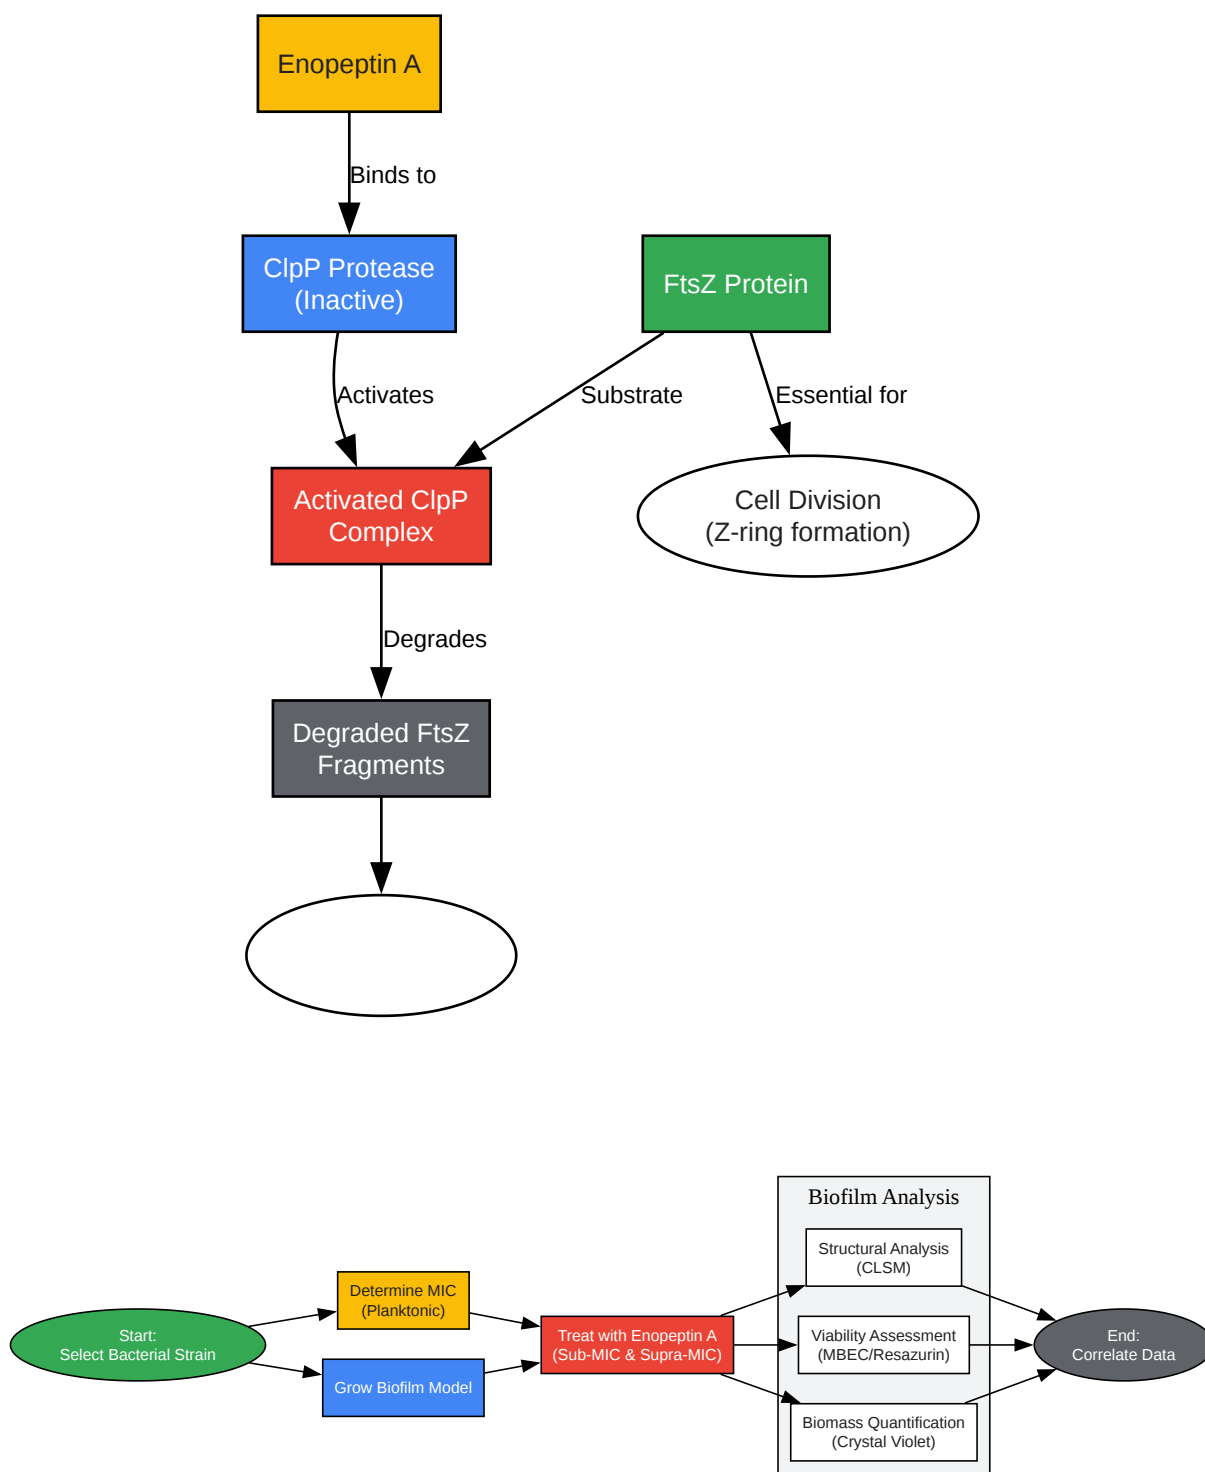 Enopeptin A
Binds to
ClpP Protease
(Inactive)
FtsZ Protein
Activates
Substrate
Essential for
Activated ClpP
Complex
Cell Division
(Z-ring formation)
Degrades
Degraded FtsZ
Fragments
Biofilm Analysis
Start:
Select Bacterial Strain
Determine MIC
(Planktonic)
Grow Biofilm Model
Treat with Enopeptin A
(Sub-MIC & Supra-MIC)
Structural Analysis
(CLSM)
Viability Assessment
(MBEC/Resazurin)
Biomass Quantification
(Crystal Violet)
End:
Correlate Data